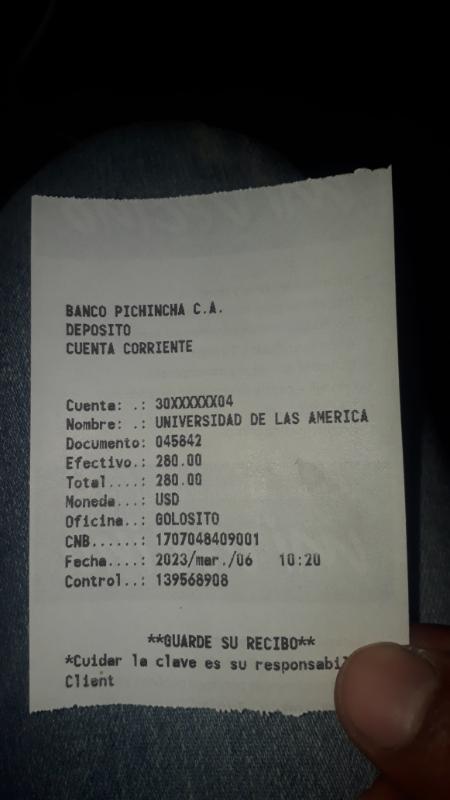 BANCO PICHINCHA C.A.
DEPOSITO
CUENTA CORRIENTE
Cuenta: .: 30XXXXXX04
Nombre: .: UNIVERSIDAD DE LAS AMERICA
Documento: 045842
Efectivo.: 280.00
Total....: 280.00
Moneda...: USD
Oficina..: GOLOSITO
CNB......: 1707048409001
Fecha....: 2023/mar./06 10:20
Control..: 139568908
**GUARDE SU RECIBO**
*Cuidar la clave es su
Client